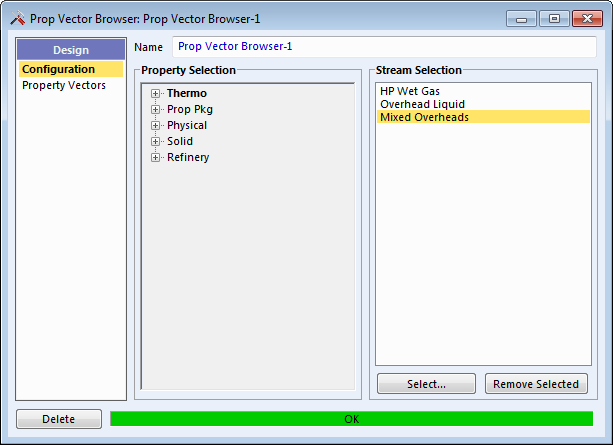 Prop Vector Browser: Prop Vector Browser-1
Design
Configuration
Property Vectors
Name
Prop Vector Browser-1
Property Selection
Thermo
Prop Pkg
Physical
Solid
Refinery
Stream Selection
HP Wet Gas
Overhead Liquid
Mixed Overheads
Select...
Remove Selected
Delete
OK